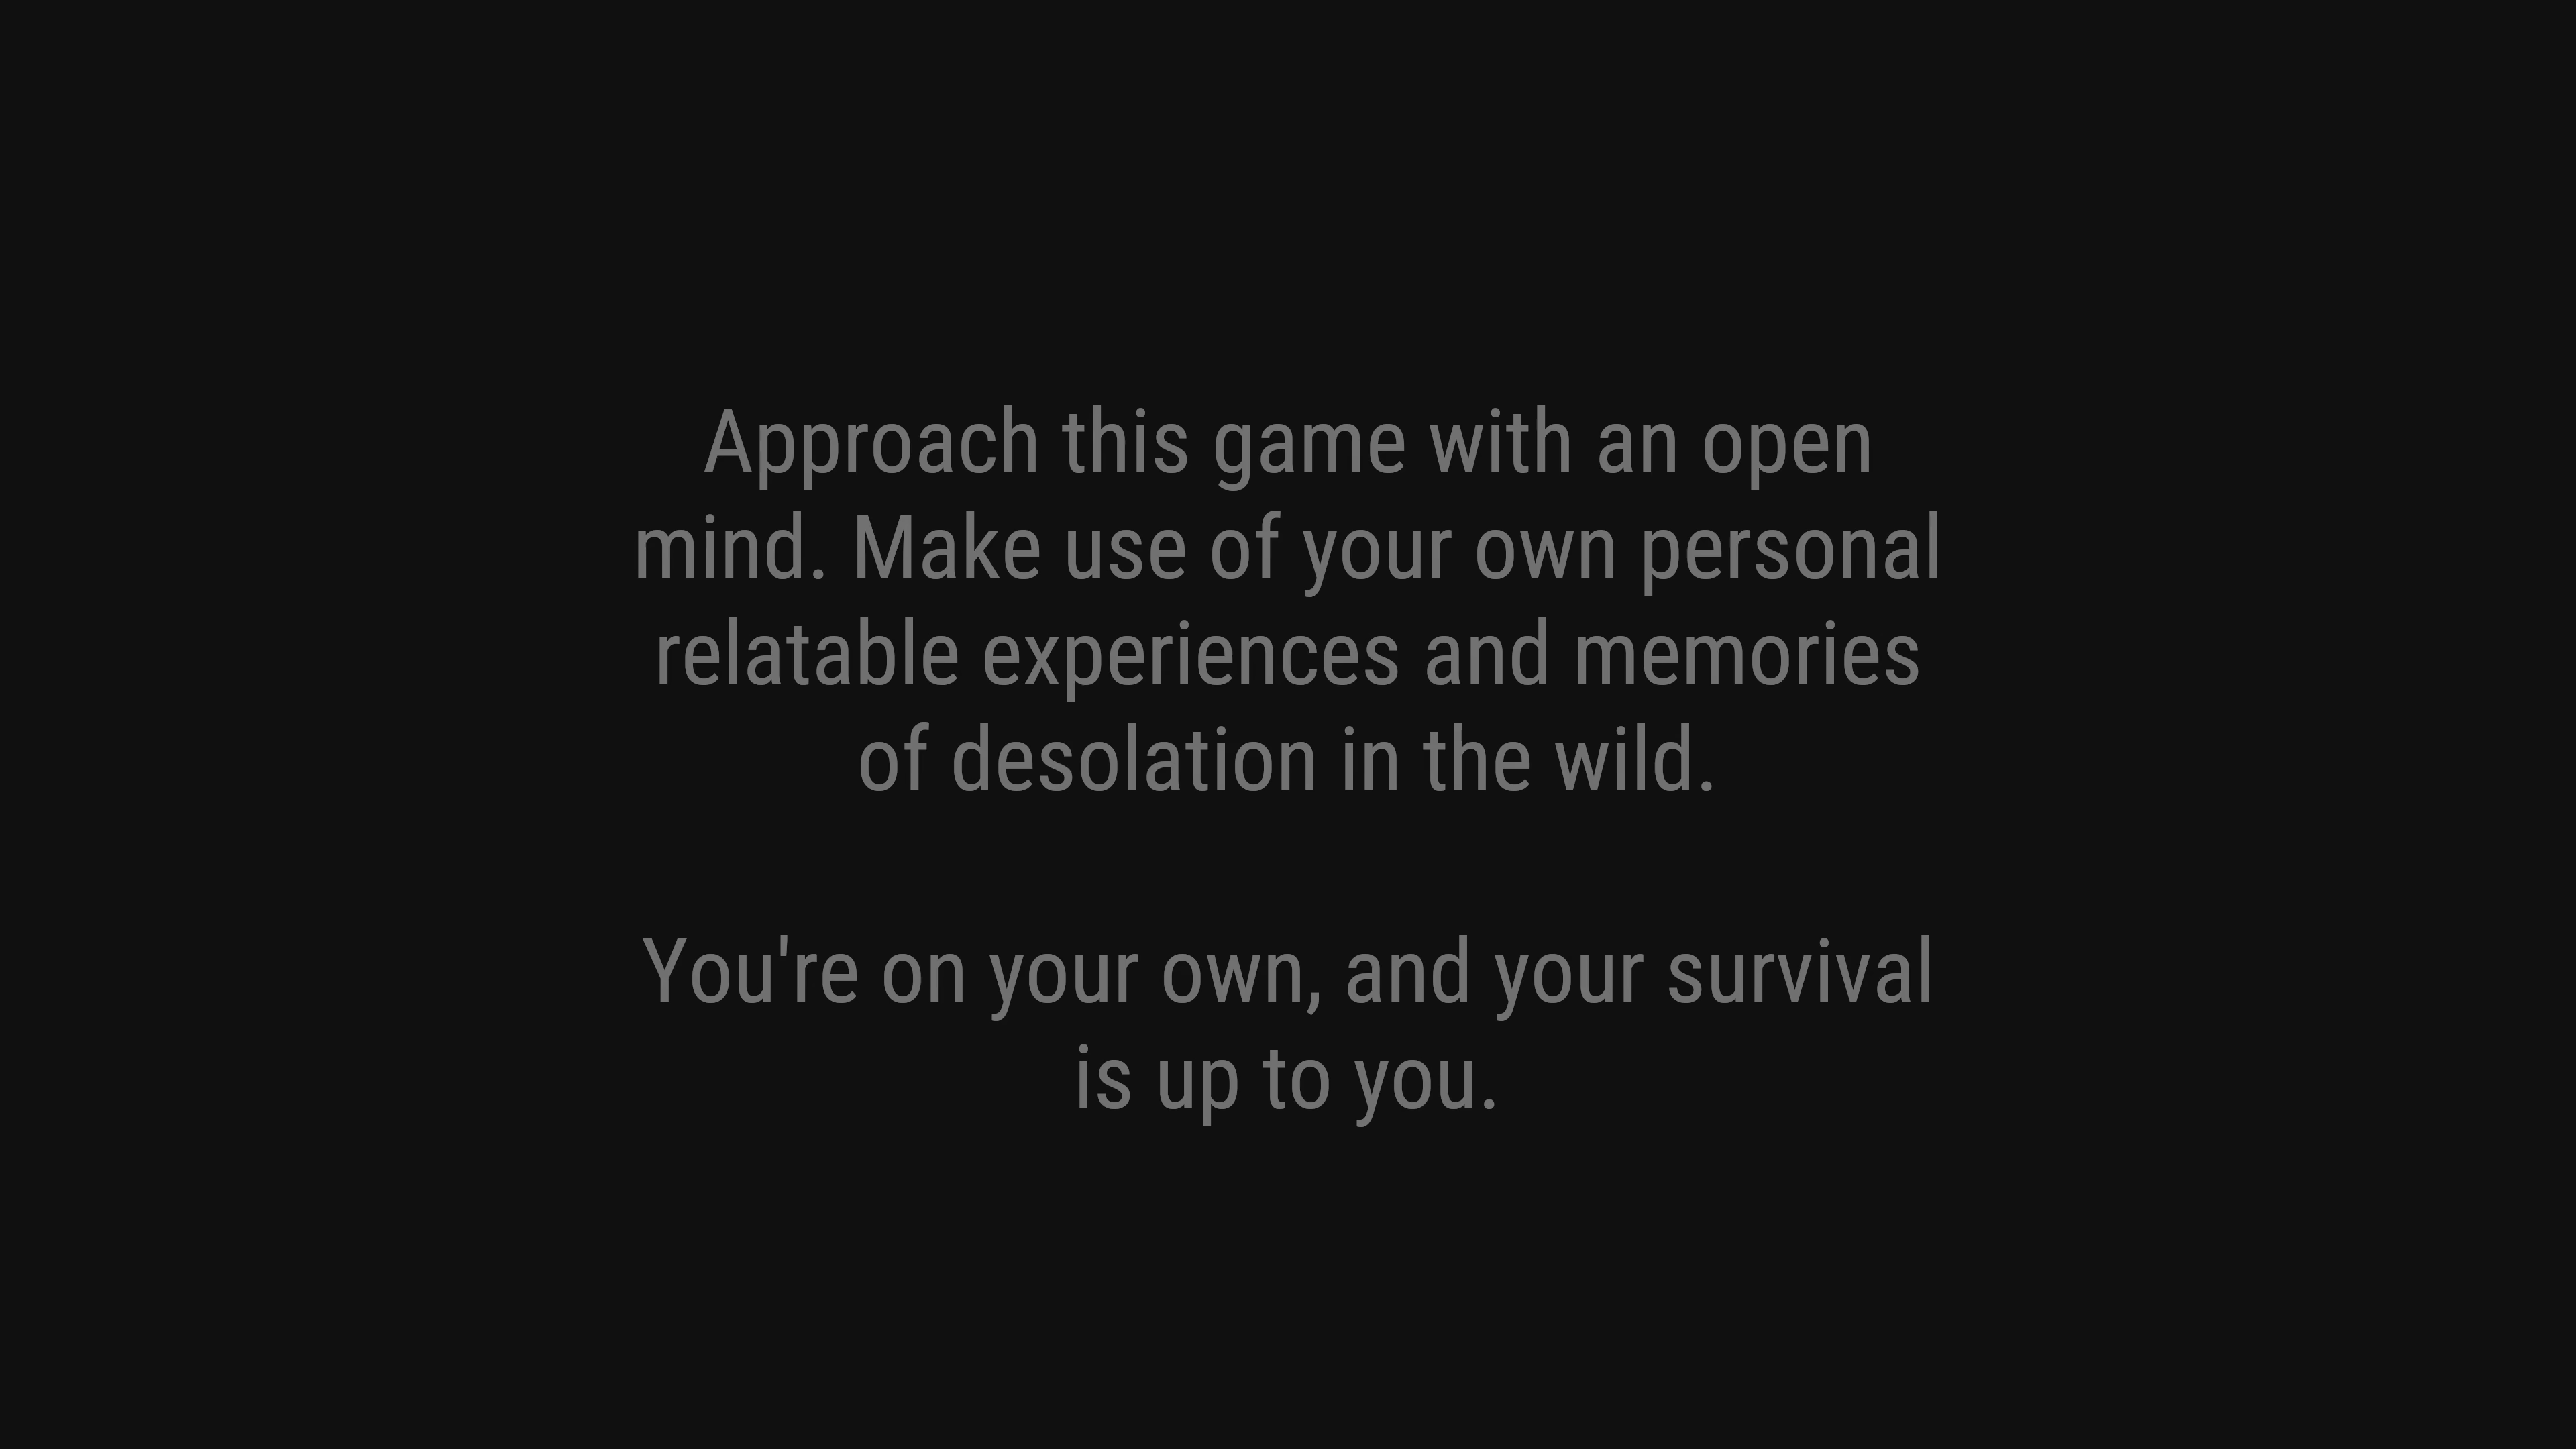 Approach this game with an open
mind. Make use of your own personal
relatable experiences and memories
of desolation in the wild.
You're on your own, and your survival
is up to you.